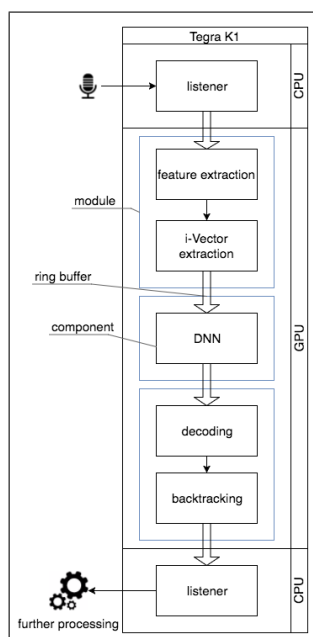 Tegra K1
listener
CPU
feature extraction
module
i-Vector
extraction
ring buffer
component
DNN
GPU
decoding
backtracking
listener
CPU
further processing